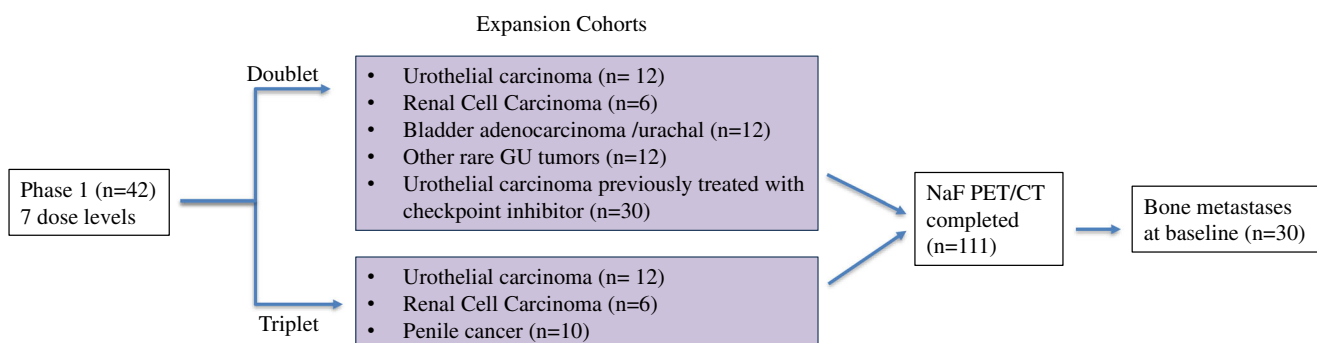 Expansion Cohorts
Doublet
• Urothelial carcinoma (n= 12)
• Renal Cell Carcinoma (n=6)
• Bladder adenocarcinoma /urachal (n=12)
• Other rare GU tumors (n=12)
• Urothelial carcinoma previously treated with
checkpoint inhibitor (n=30)
Phase 1 (n=42)
7 dose levels
NaF PET/CT
completed
(n=111)
Bone metastases
at baseline (n=30)
Triplet
• Urothelial carcinoma (n= 12)
• Renal Cell Carcinoma (n=6)
• Penile cancer (n=10)